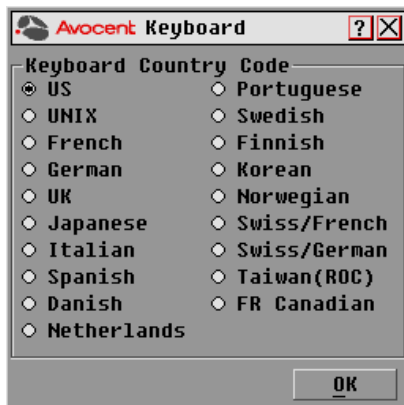 Avocent Keyboard ? X
Keyboard Country Code
US
UNIX
French
German
UK
Japanese
Italian
Spanish
Danish
Netherlands
Portuguese
Swedish
Finnish
Korean
Norwegian
Swiss/French
Swiss/German
Taiwan(ROC)
FR Canadian
OK